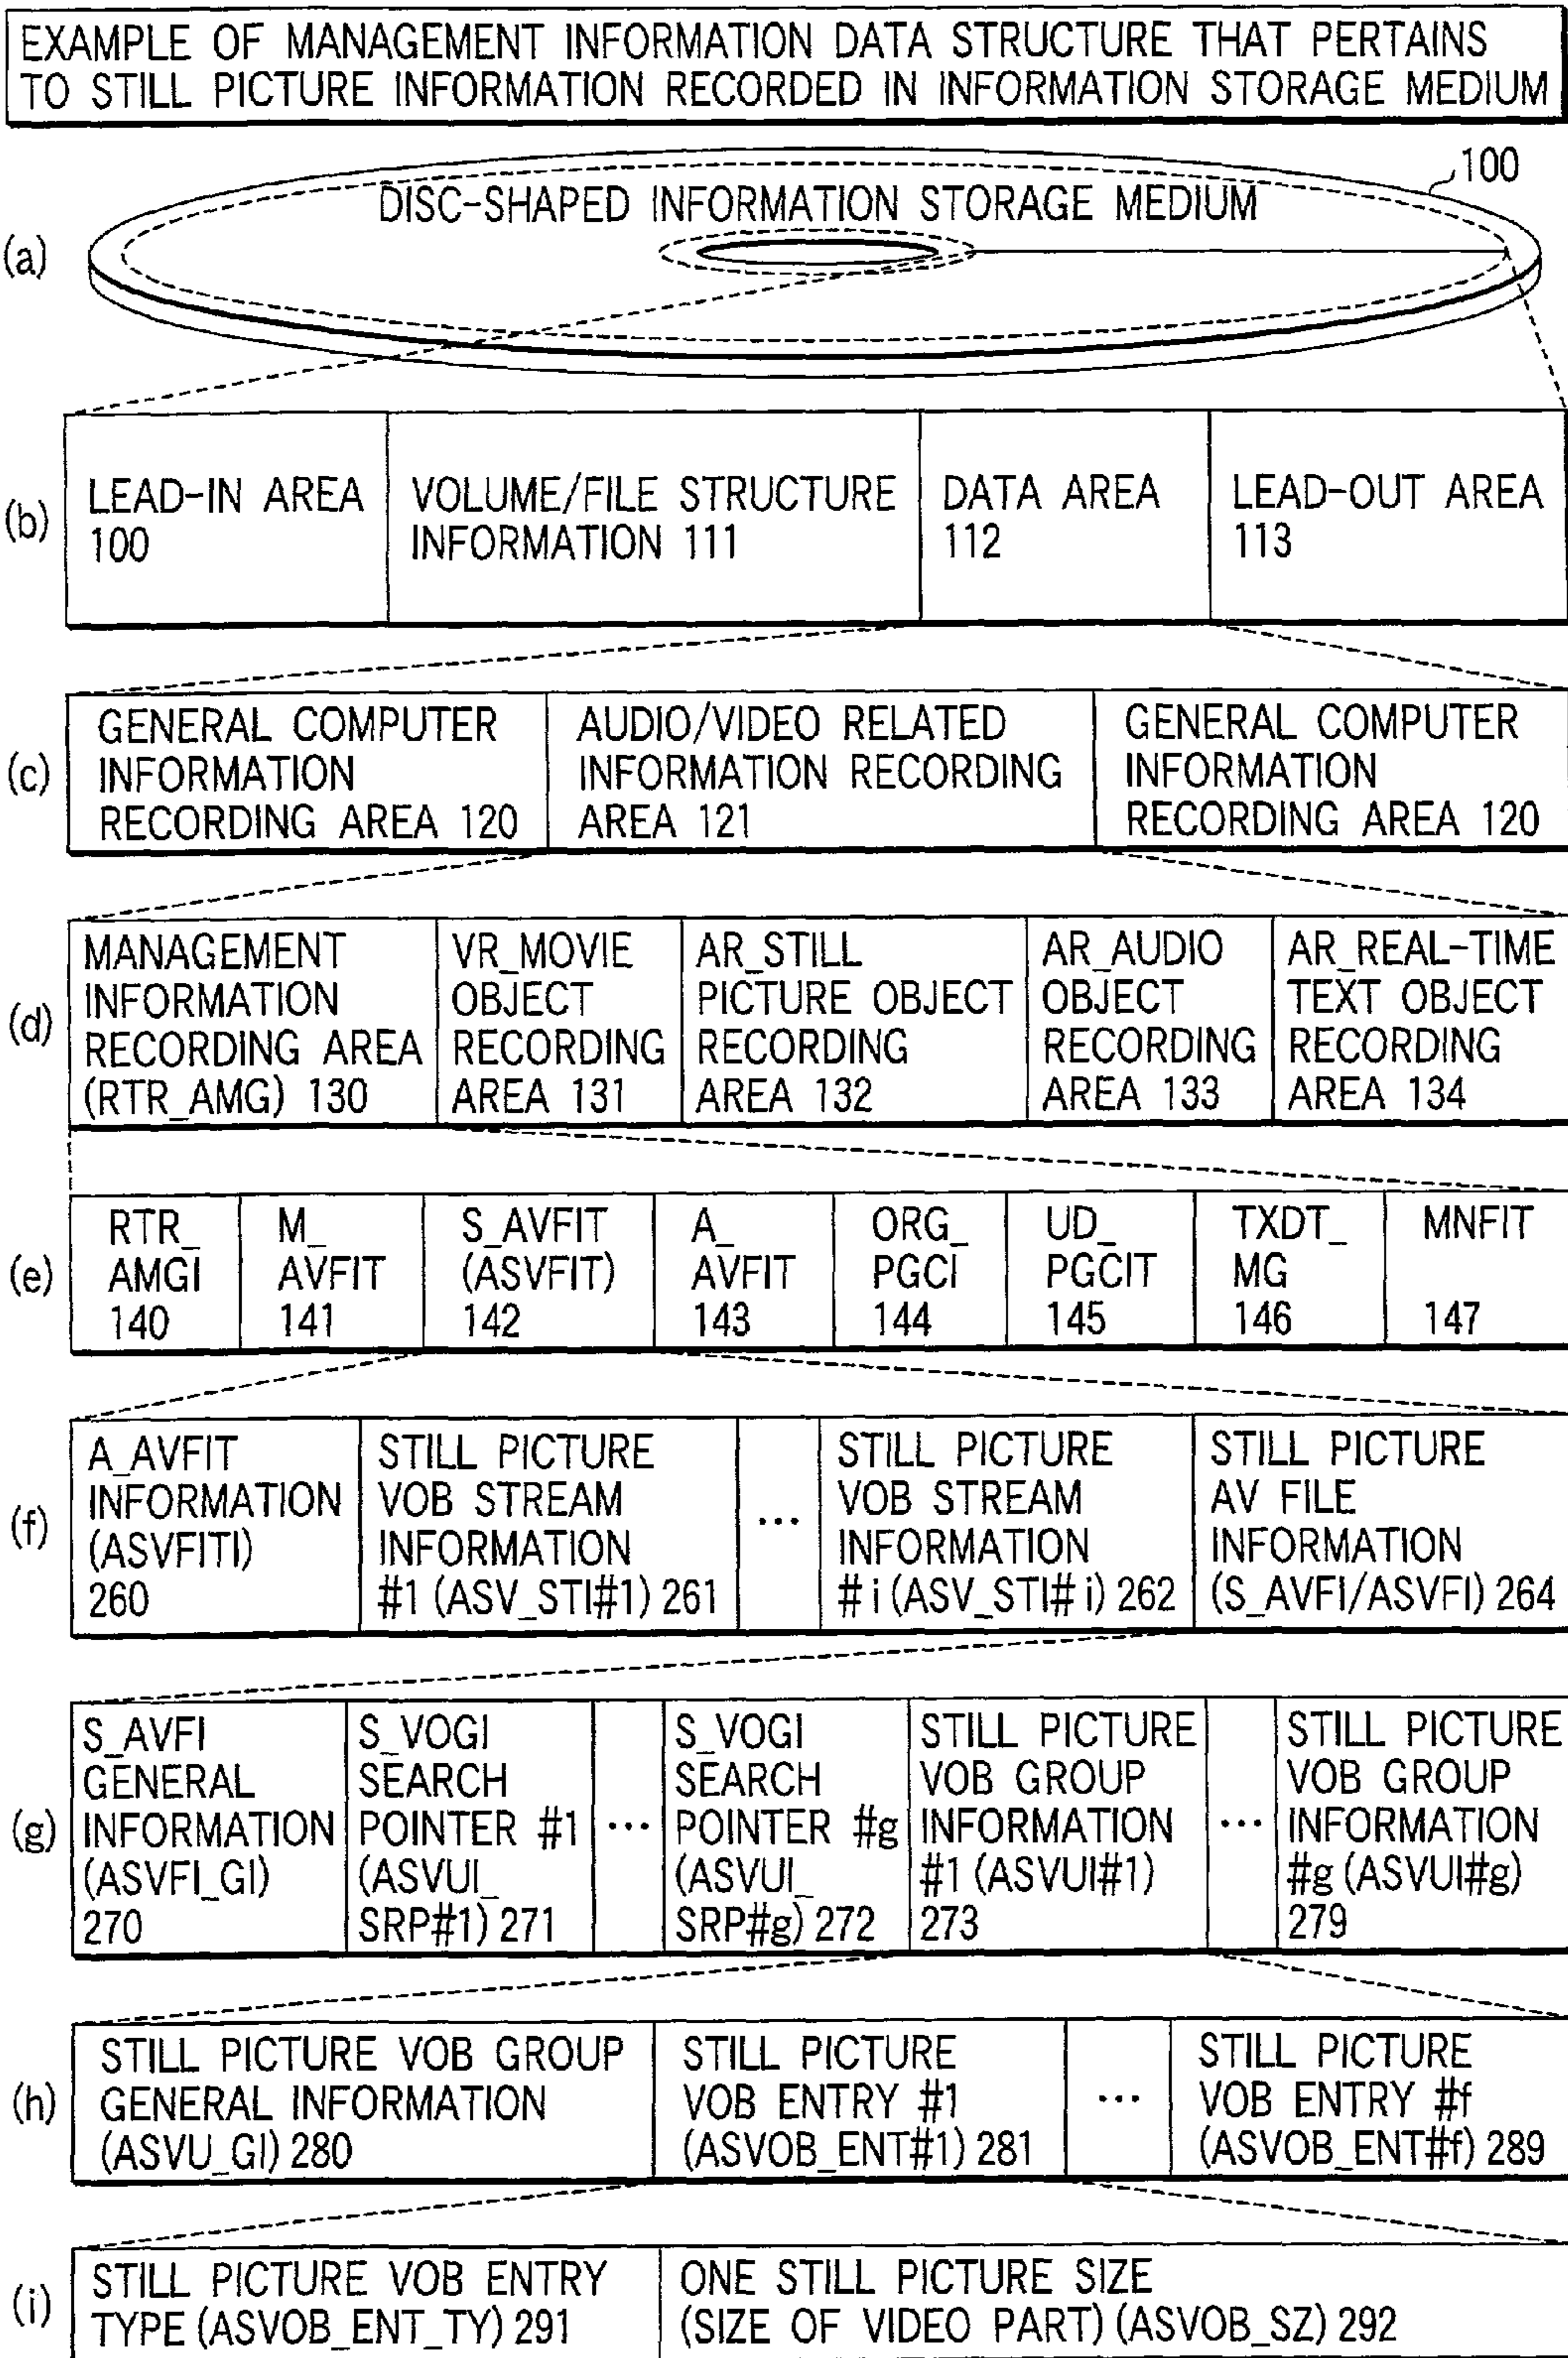 EXAMPLE OF MANAGEMENT INFORMATION DATA STRUCTURE THAT PERTAINS
TO STILL PICTURE INFORMATION RECORDED IN INFORMATION STORAGE MEDIUM
100
DISC-SHAPED INFORMATION STORAGE MEDIUM
(a)
(b)
LEAD-IN AREA
100
VOLUME/FILE STRUCTURE
INFORMATION 111
DATA AREA
112
LEAD-OUT AREA
113
(c)
GENERAL COMPUTER
INFORMATION
RECORDING AREA 120
AUDIO/VIDEO RELATED
INFORMATION RECORDING
AREA 121
GENERAL COMPUTER
INFORMATION
RECORDING AREA 120
(d)
MANAGEMENT
INFORMATION
RECORDING AREA
(RTR_AMG) 130
VR_MOVIE
OBJECT
RECORDING
AREA 131
AR_STILL
PICTURE OBJECT
RECORDING
AREA 132
AR_AUDIO
OBJECT
RECORDING
AREA 133
AR_REAL-TIME
TEXT OBJECT
RECORDING
AREA 134
(e)
RTR_
AMGI
140
M_
AVFIT
141
S_AVFIT
(ASVFIT)
142
A_
AVFIT
143
ORG_
PGCI
144
UD_
PGCIT
145
TXDT_
MG
146
MNFIT
147
(f)
A_AVFIT
INFORMATION
(ASVFITI)
260
STILL PICTURE
VOB STREAM
INFORMATION
#1 (ASV_STI#1) 261
...
STILL PICTURE
VOB STREAM
INFORMATION
# i (ASV_STI# i) 262
STILL PICTURE
AV FILE
INFORMATION
(S_AVFI/ASVFI) 264
(g)
S_AVFI
GENERAL
INFORMATION
(ASVFI_GI)
270
S_VOGI
SEARCH
POINTER #1
(ASVUI_
SRP#1) 271
...
S_VOGI
SEARCH
POINTER #g
(ASVUI_
SRP#g) 272
STILL PICTURE
VOB GROUP
INFORMATION
#1 (ASVUI#1)
273
...
STILL PICTURE
VOB GROUP
INFORMATION
#g (ASVUI#g)
279
(h)
STILL PICTURE VOB GROUP
GENERAL INFORMATION
(ASVU_GI) 280
STILL PICTURE
VOB ENTRY #1
(ASVOB_ENT#1) 281
...
STILL PICTURE
VOB ENTRY #f
(ASVOB_ENT#f) 289
(i)
STILL PICTURE VOB ENTRY
TYPE (ASVOB_ENT_TY) 291
ONE STILL PICTURE SIZE
(SIZE OF VIDEO PART) (ASVOB_SZ) 292